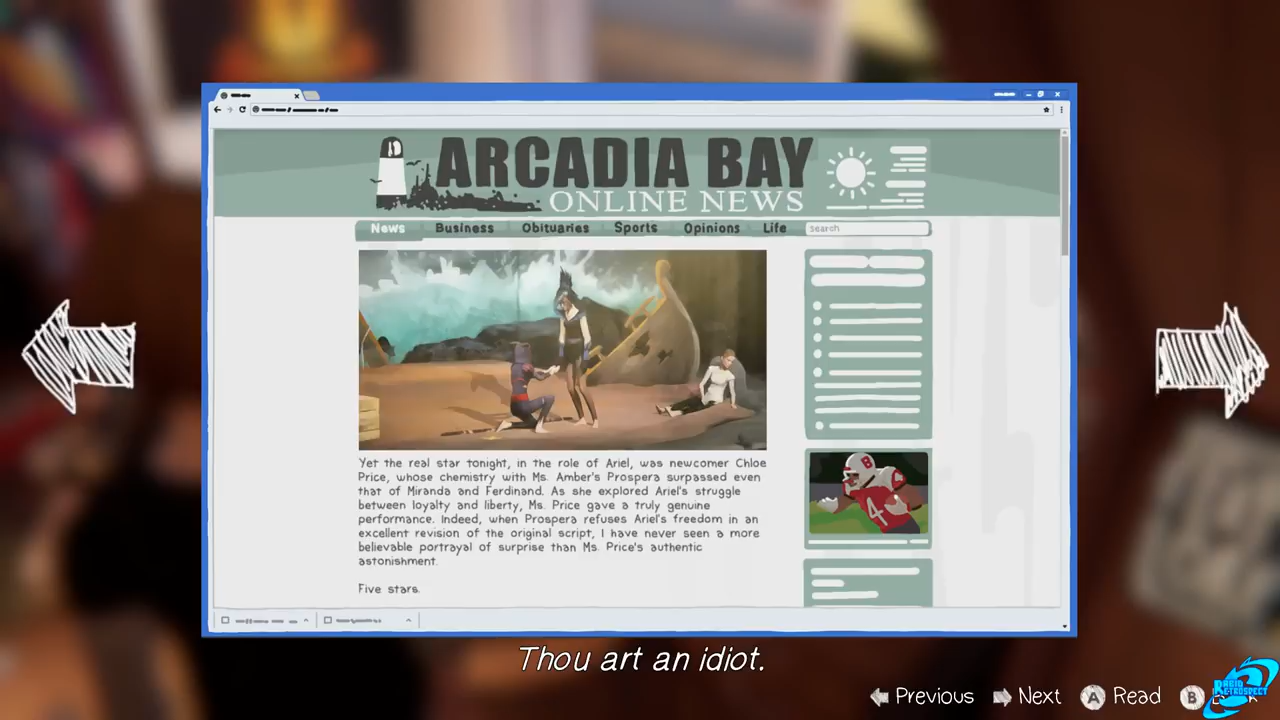 ARCADIA BAY
ONLINE NEWS
News Business Obituaries Sports Opinions Life search
Yet the real star tonight, in the role of Ariel, was newcomer Chloe
Price, whose chemistry with Ms. Amber's Prospera surpassed even
that of Miranda and Ferdinand. As she explored Ariel's struggle
between loyalty and liberty, Ms. Price gave a truly genuine
performance. Indeed, when Prospera refuses Ariel's freedom in an
excellent revision of the original script, I have never seen a more
believable portrayal of surprise than Ms. Price's authentic
astonishment.
Five stars.
8
4
Thou art an idiot.
Previous Next A Read B
RETROSPECT